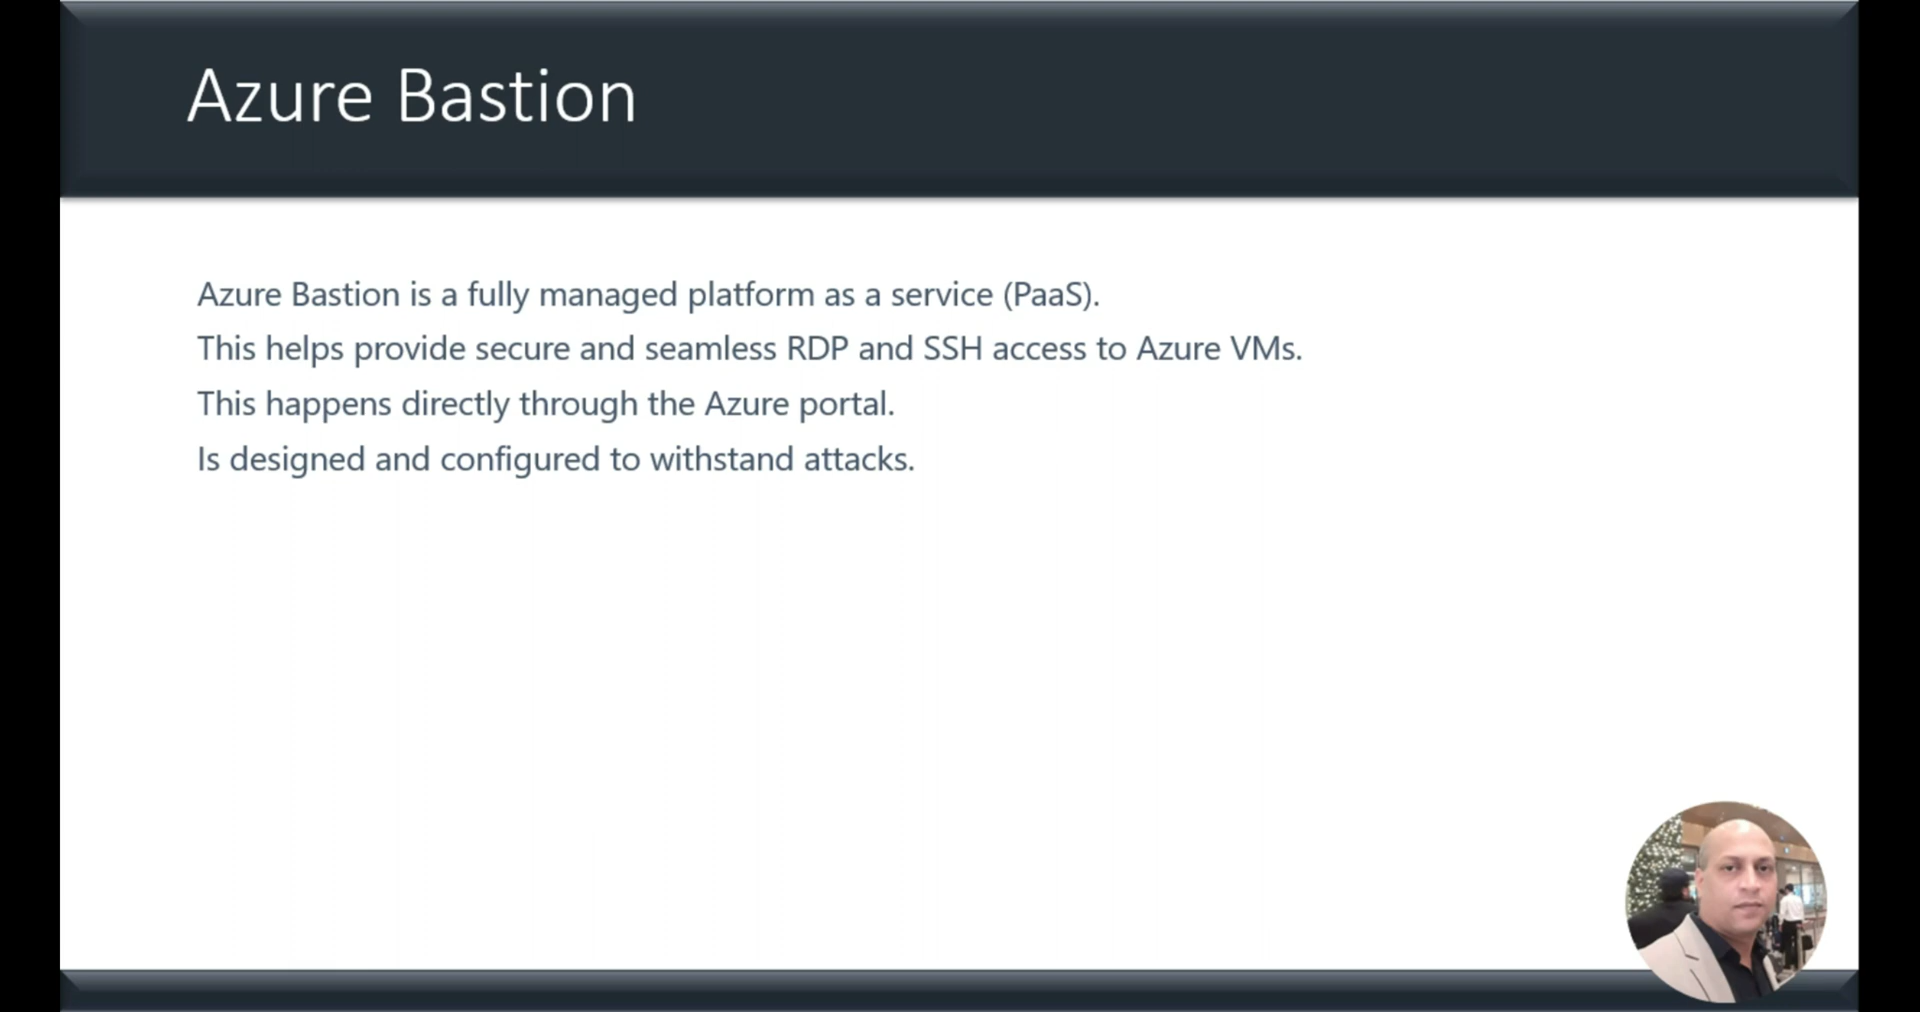 Azure Bastion
Azure Bastion is a fully managed platform as a service (PaaS).
This helps provide secure and seamless RDP and SSH access to Azure VMs.
This happens directly through the Azure portal.
Is designed and configured to withstand attacks.